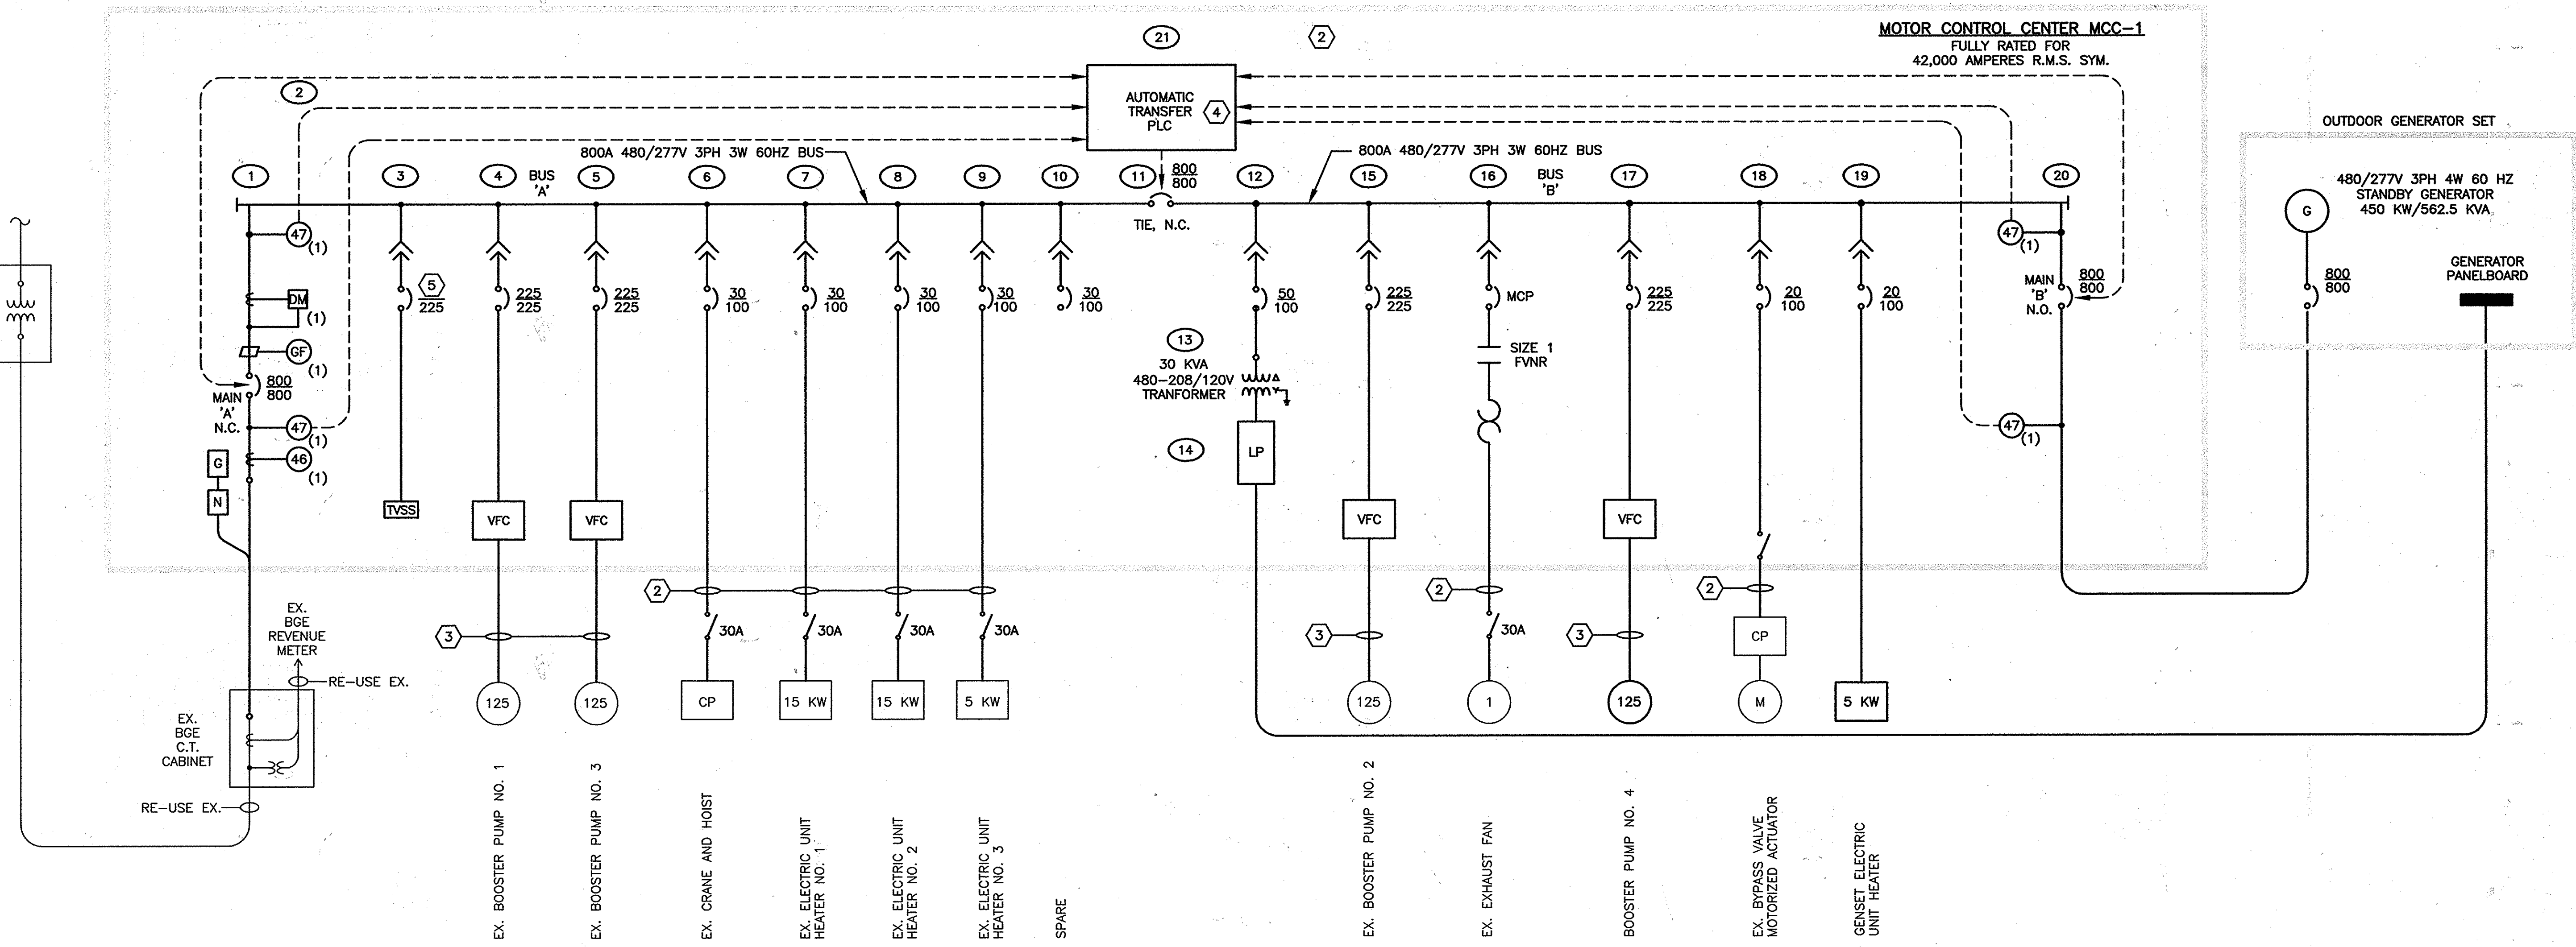 21
2
MOTOR CONTROL CENTER MCC-1
FULLY RATED FOR
42,000 AMPERES R.M.S. SYM.
2
AUTOMATIC
TRANSFER
PLC
4
OUTDOOR GENERATOR SET
800A 480/277V 3PH 3W 60HZ BUS
800A 480/277V 3PH 3W 60HZ BUS
1
3
4
BUS
'A'
5
6
7
8
9
10
11
800
800
12
15
16
BUS
'B'
17
18
19
20
480/277V 3PH 4W 60 HZ
STANDBY GENERATOR
450 KW/562.5 KVA
G
TIE, N.C.
47
(1)
47
(1)
DM
(1)
5
225
225
225
225
225
30
100
30
100
30
100
30
100
30
100
50
100
225
225
MCP
225
225
20
100
20
100
MAIN
'B'
N.O.
800
800
800
800
GENERATOR
PANELBOARD
GF
(1)
13
30 KVA
480-208/120V
TRANFORMER
SIZE 1
FVNR
800
800
MAIN
'A'
N.C.
47
(1)
46
(1)
47
(1)
14
LP
G
N
TVSS
VFC
VFC
VFC
VFC
2
2
2
EX.
BGE
REVENUE
METER
3
30A
30A
30A
30A
3
30A
3
CP
RE-USE EX.
125
125
CP
15 KW
15 KW
5 KW
125
1
125
M
5 KW
EX.
BGE
C.T.
CABINET
RE-USE EX.
EX. BOOSTER PUMP NO. 1
EX. BOOSTER PUMP NO. 3
EX. CRANE AND HOIST
EX. ELECTRIC UNIT
HEATER NO. 1
EX. ELECTRIC UNIT
HEATER NO. 2
EX. ELECTRIC UNIT
HEATER NO. 3
SPARE
EX. BOOSTER PUMP NO. 2
EX. EXHAUST FAN
BOOSTER PUMP NO. 4
EX. BYPASS VALVE
MOTORIZED ACTUATOR
GENSET ELECTRIC
UNIT HEATER